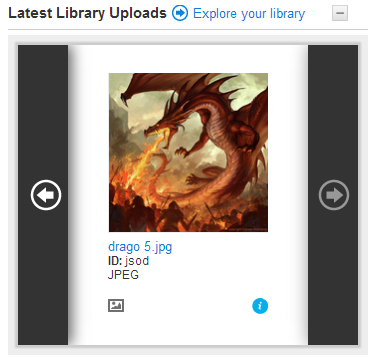 Latest Library Uploads Explore your library
drago 5.jpg
ID: jsod
JPEG
i